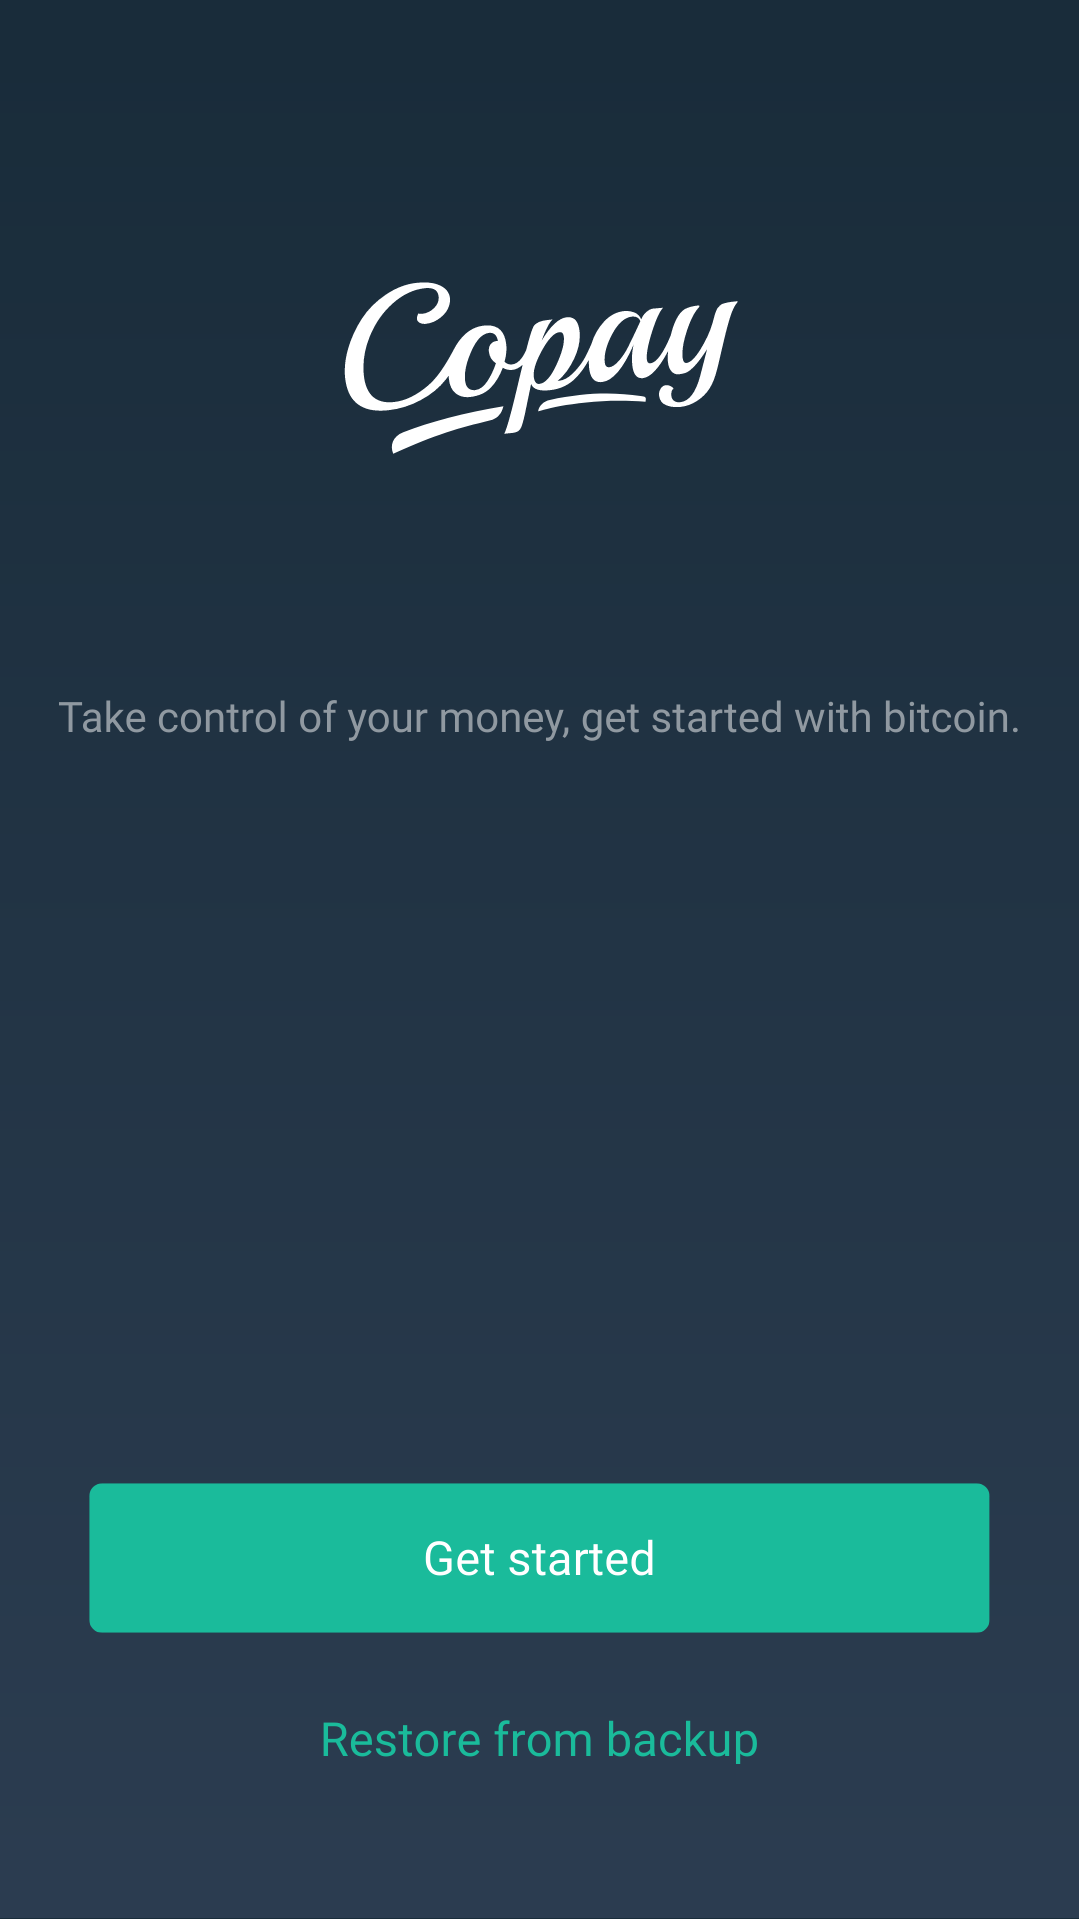 Copay
Take control of your money, get started with bitcoin.
Get started
Restore from backup